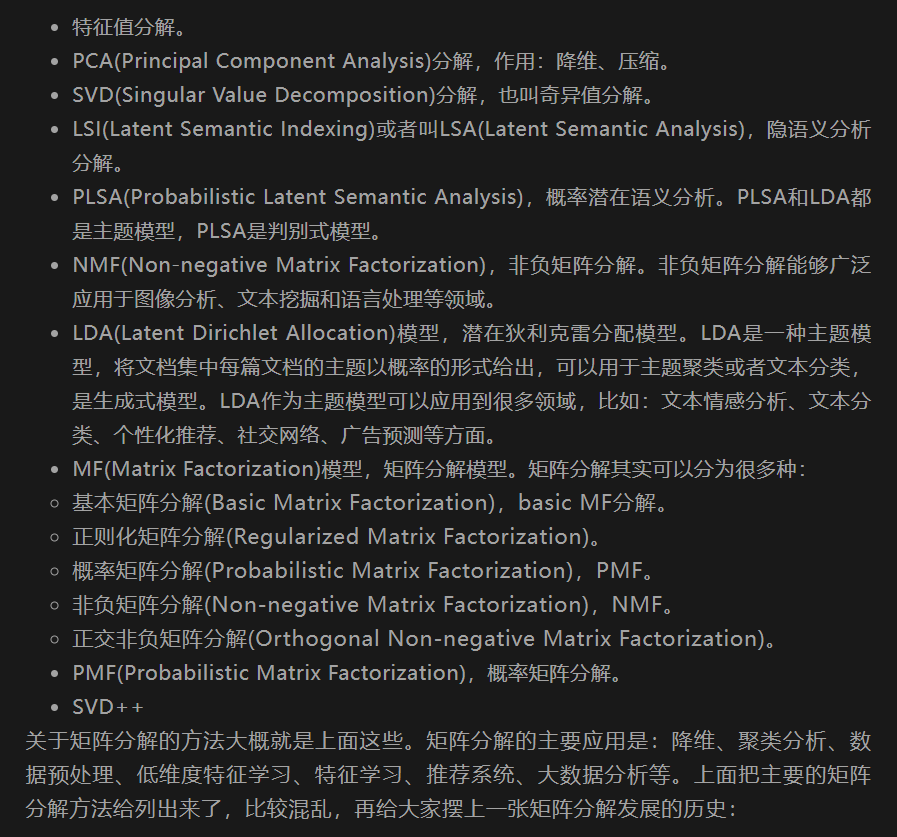 • 特征值分解。
• PCA(Principal Component Analysis)分解，作用：降维、压缩。
• SVD(Singular Value Decomposition)分解，也叫奇异值分解。
• LSI(Latent Semantic Indexing)或者叫LSA(Latent Semantic Analysis)，隐语义分析
分解。
• PLSA(Probabilistic Latent Semantic Analysis)，概率潜在语义分析。PLSA和LDA都
是主题模型，PLSA是判别式模型。
• NMF(Non-negative Matrix Factorization)，非负矩阵分解。非负矩阵分解能够广泛
应用于图像分析、文本挖掘和语言处理等领域。
• LDA(Latent Dirichlet Allocation)模型，潜在狄利克雷分配模型。LDA是一种主题模
型，将文档集中每篇文档的主题以概率的形式给出，可以用于主题聚类或者文本分类，
是生成式模型。LDA作为主题模型可以应用到很多领域，比如：文本情感分析、文本分
类、个性化推荐、社交网络、广告预测等方面。
• MF(Matrix Factorization)模型，矩阵分解模型。矩阵分解其实可以分为很多种：
◦ 基本矩阵分解(Basic Matrix Factorization)，basic MF分解。
◦ 正则化矩阵分解(Regularized Matrix Factorization)。
◦ 概率矩阵分解(Probabilistic Matrix Factorization)，PMF。
◦ 非负矩阵分解(Non-negative Matrix Factorization)，NMF。
◦ 正交非负矩阵分解(Orthogonal Non-negative Matrix Factorization)。
• PMF(Probabilistic Matrix Factorization)，概率矩阵分解。
• SVD++
关于矩阵分解的方法大概就是上面这些。矩阵分解的主要应用是：降维、聚类分析、数
据预处理、低维度特征学习、特征学习、推荐系统、大数据分析等。上面把主要的矩阵
分解方法给列出来了，比较混乱，再给大家摆上一张矩阵分解发展的历史：